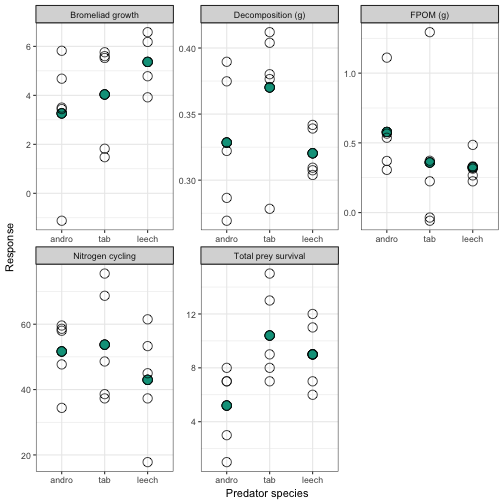 Bromeliad growth
Decomposition (g)
FPOM (g)
6
4
2
0
0.40
0.35
0.30
1.0
0.5
0.0
andro tab leech
andro tab leech
andro tab leech
Response
Nitrogen cycling
Total prey survival
60
40
20
12
8
4
andro tab leech
andro tab leech
Predator species